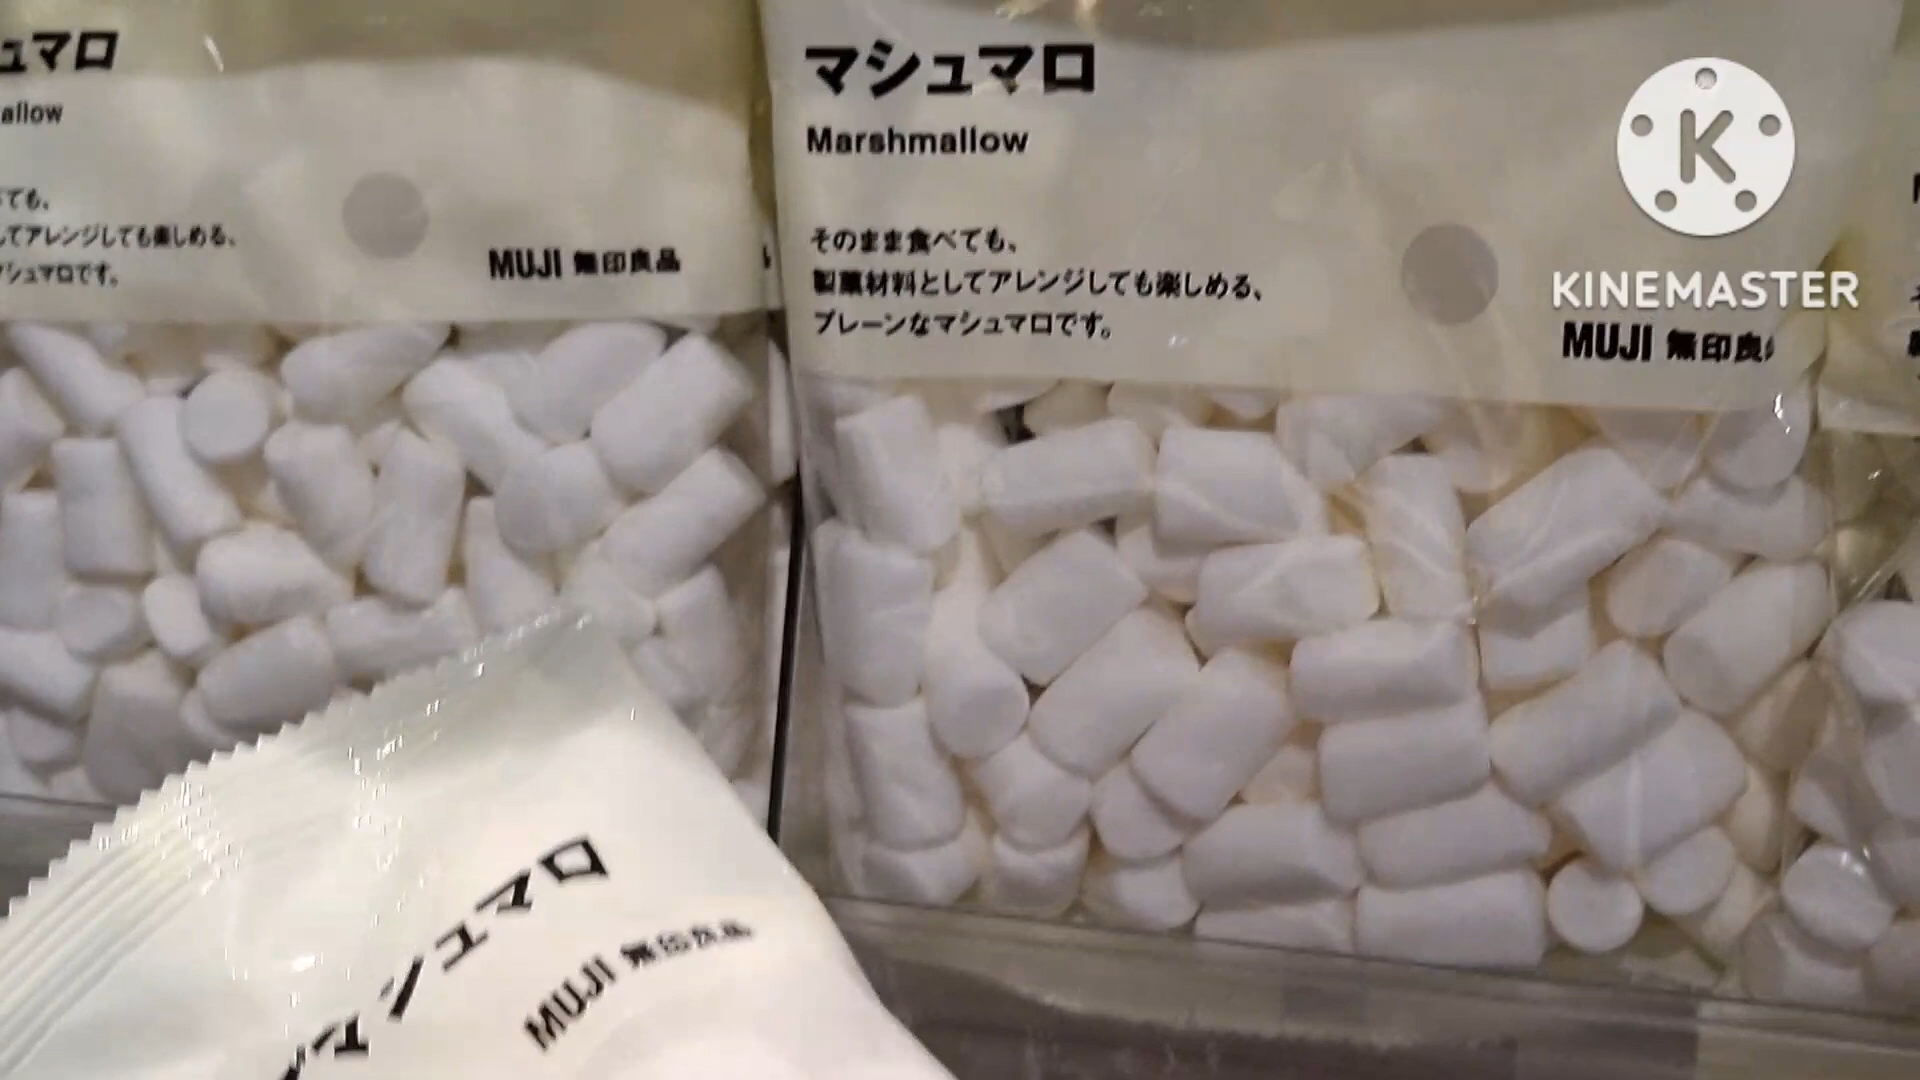 ュマロ
allow
ても、
てアレンジしても楽しめる、
シュマロです。
MUJI 無印良品
マシュマロ
Marshmallow
そのまま食べても、
製菓材料としてアレンジしても楽しめる、
プレーンなマシュマロです。
MUJI 無印良
K
KINEMASTER
マシュマロ
MUJI 無印良品